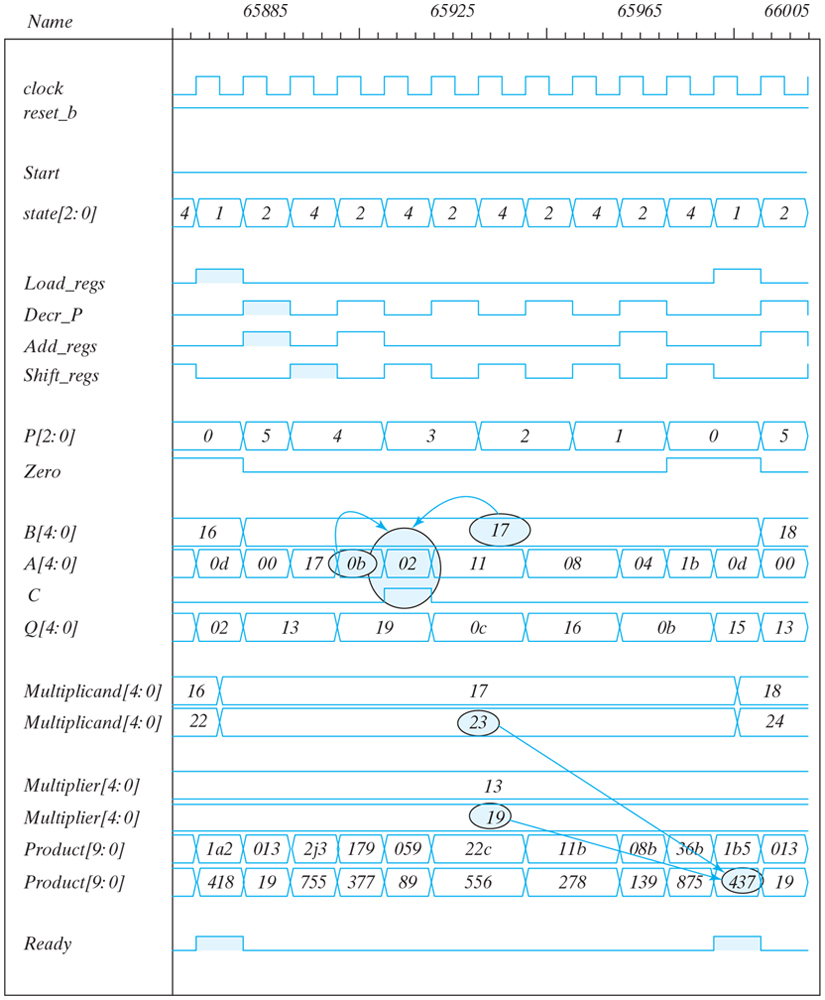 Name 65885 65925 65965 66005
clock
reset_b
Start
state[2: 0] 4 1 2 4 2 4 2 4 2 4 2 4 1 2
Load_regs
Decr_P
Add_regs
Shift_regs
P[2: 0] 0 5 4 3 2 1 0 5
Zero
B[4: 0] 16 17 18
A[4: 0] 0d 00 17 0b 02 11 08 04 1b 0d 00
C
Q[4: 0] 02 13 19 0c 16 0b 15 13
Multiplicand[4: 0] 16 17 18
Multiplicand[4: 0] 22 23 24
Multiplier[4: 0] 13
Multiplier[4: 0] 19
Product[9: 0] 1a2 013 2j3 179 059 22c 11b 08b 36b 1b5 013
Product[9: 0] 418 19 755 377 89 556 278 139 875 437 19
Ready